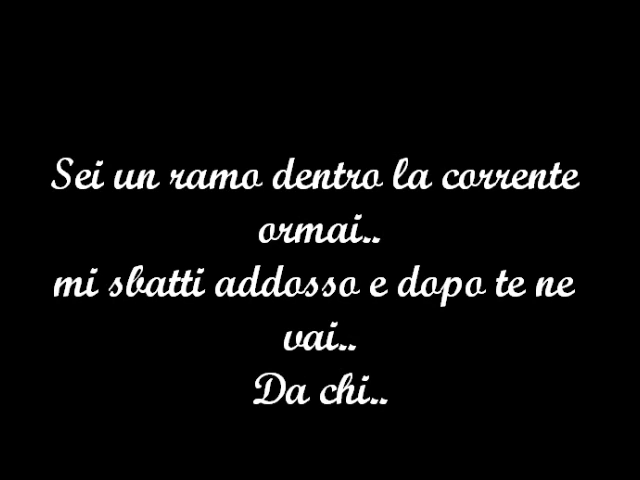 Sei un ramo dentro la corrente
ormai..
mi sbatti addosso e dopo te ne
vai..
Da chi..